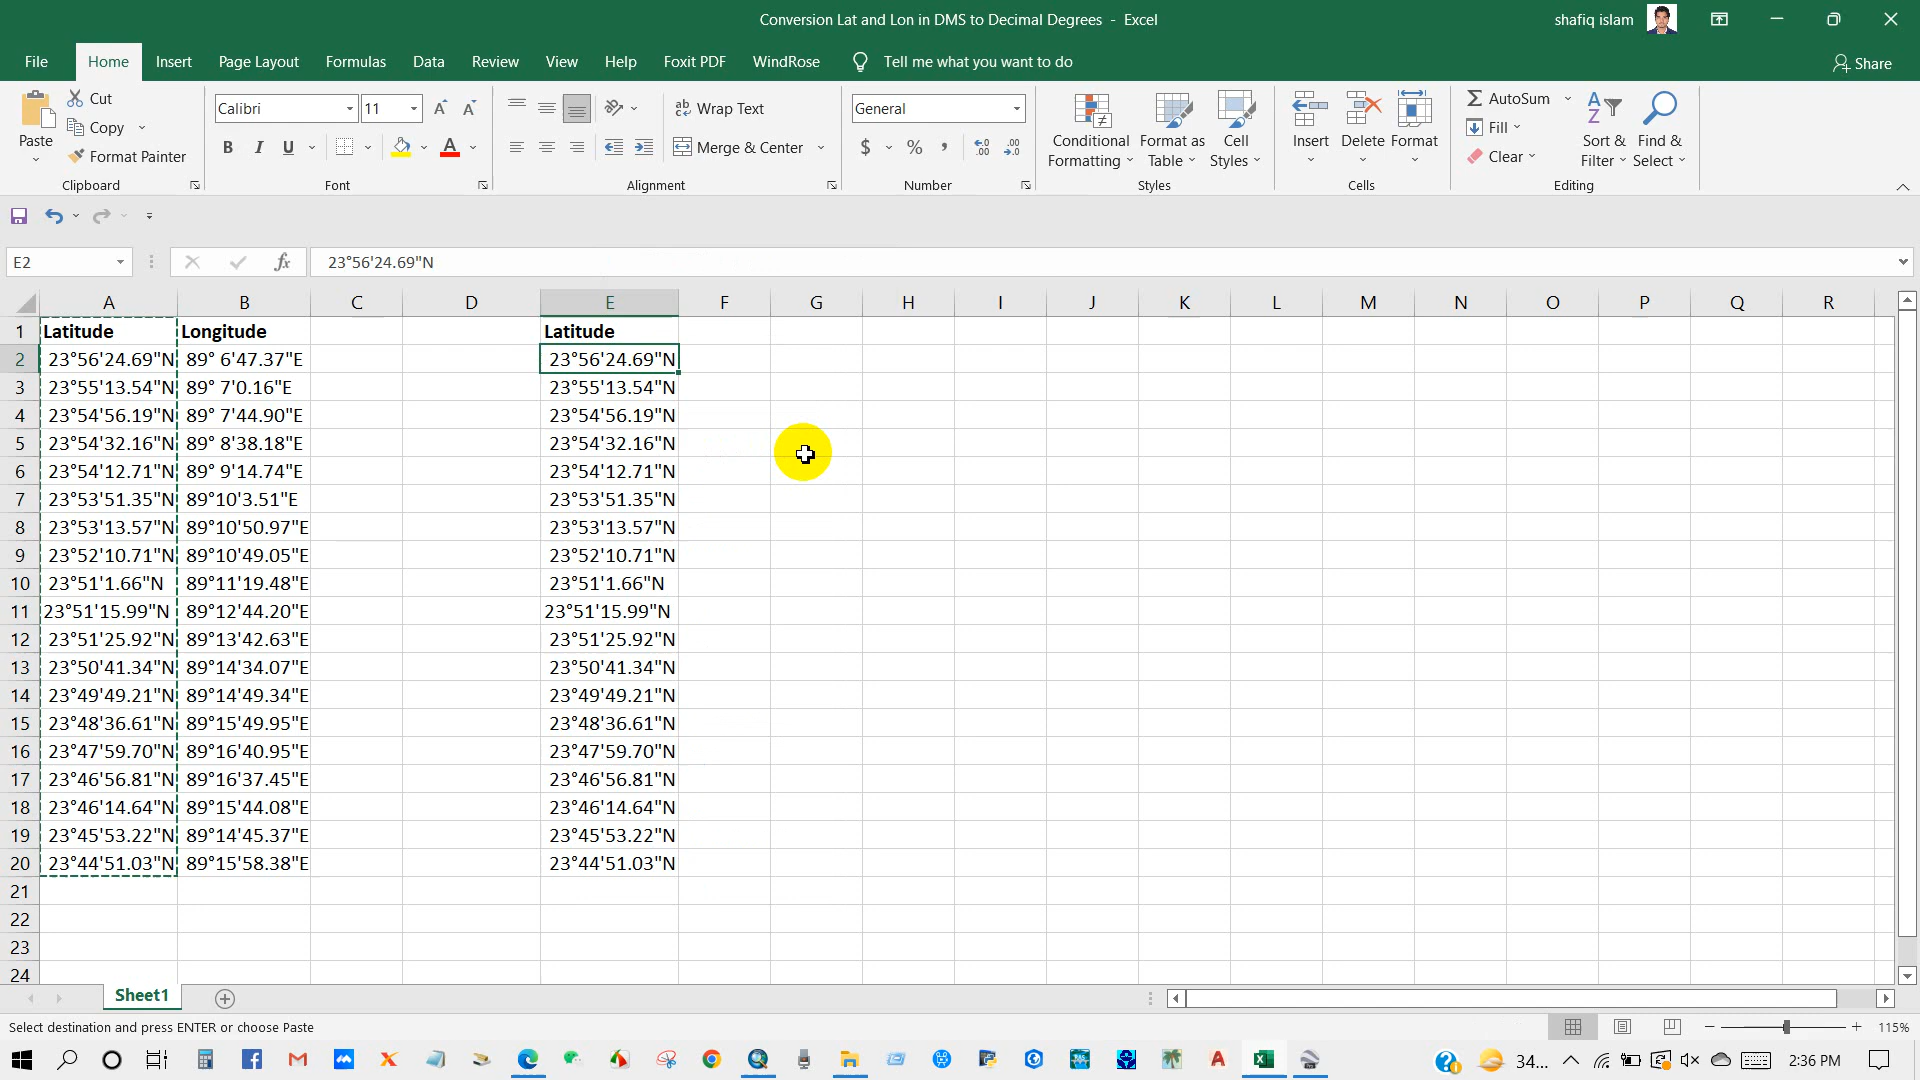 Conversion Lat and Lon in DMS to Decimal Degrees - Excel
shafiq islam
File Home Insert Page Layout Formulas Data Review View Help Foxit PDF WindRose Tell me what you want to do
Share
Paste
Cut
Copy
Format Painter
Clipboard
Calibri 11
B I U
A
Font
Wrap Text
Merge & Center
Alignment
General
$ % ,
Number
Conditional Formatting
Format as Table
Cell Styles
Styles
Insert Delete Format
Cells
AutoSum
Fill
Clear
Sort & Filter
Find & Select
Editing
E2 fx 23°56'24.69"N
A B C D E F G H I J K L M N O P Q R
1 Latitude Longitude Latitude
2 23°56'24.69"N 89° 6'47.37"E 23°56'24.69"N
3 23°55'13.54"N 89° 7'0.16"E 23°55'13.54"N
4 23°54'56.19"N 89° 7'44.90"E 23°54'56.19"N
5 23°54'32.16"N 89° 8'38.18"E 23°54'32.16"N
6 23°54'12.71"N 89° 9'14.74"E 23°54'12.71"N
7 23°53'51.35"N 89°10'3.51"E 23°53'51.35"N
8 23°53'13.57"N 89°10'50.97"E 23°53'13.57"N
9 23°52'10.71"N 89°10'49.05"E 23°52'10.71"N
10 23°51'1.66"N 89°11'19.48"E 23°51'1.66"N
11 23°51'15.99"N 89°12'44.20"E 23°51'15.99"N
12 23°51'25.92"N 89°13'42.63"E 23°51'25.92"N
13 23°50'41.34"N 89°14'34.07"E 23°50'41.34"N
14 23°49'49.21"N 89°14'49.34"E 23°49'49.21"N
15 23°48'36.61"N 89°15'49.95"E 23°48'36.61"N
16 23°47'59.70"N 89°16'40.95"E 23°47'59.70"N
17 23°46'56.81"N 89°16'37.45"E 23°46'56.81"N
18 23°46'14.64"N 89°15'44.08"E 23°46'14.64"N
19 23°45'53.22"N 89°14'45.37"E 23°45'53.22"N
20 23°44'51.03"N 89°15'58.38"E 23°44'51.03"N
21
22
23
24
Sheet1
Select destination and press ENTER or choose Paste
115%
34...
2:36 PM